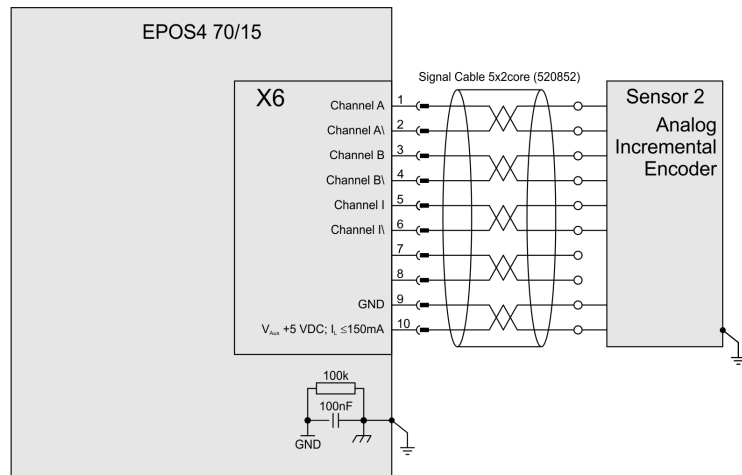 EPOS4 70/15
Signal Cable 5x2core (520852)
X6
Sensor 2
Analog
Incremental
Encoder
Channel A 1
Channel A\ 2
Channel B 3
Channel B\ 4
Channel I 5
Channel I\ 6
7
8
GND 9
V_Aux +5 VDC; I_L ≤150mA 10
100k
100nF
GND